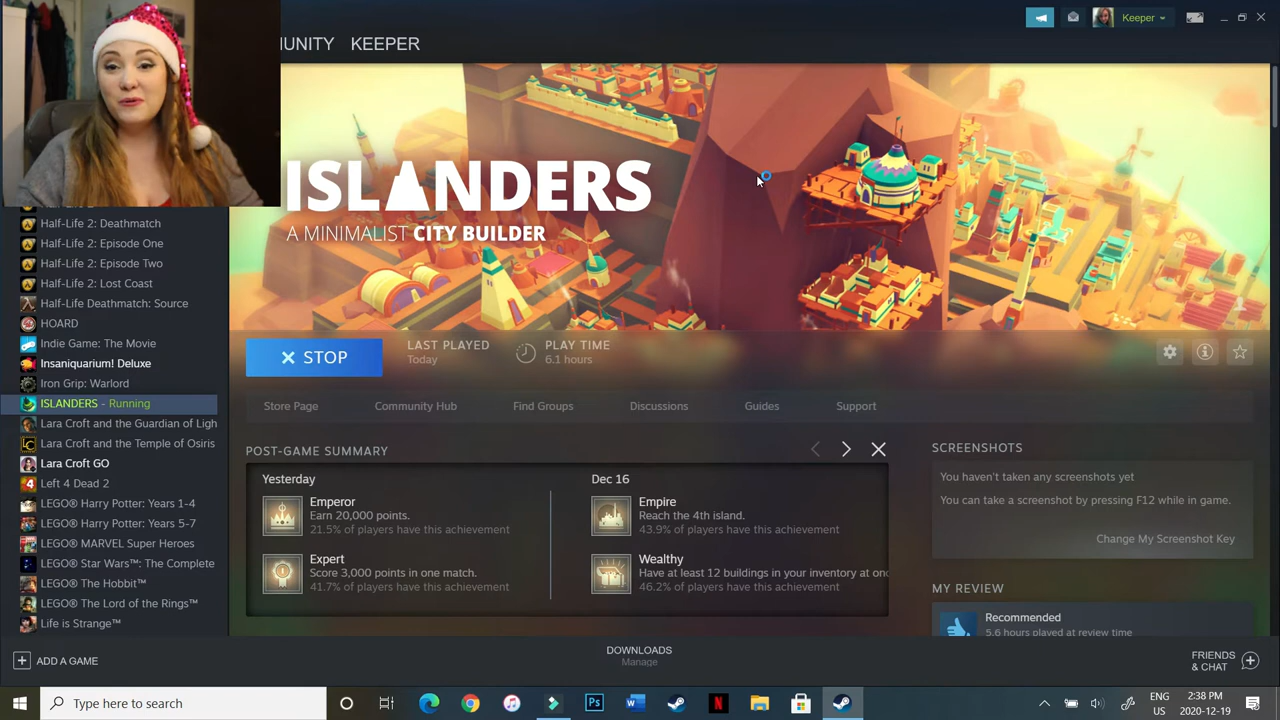 Keeper
UNITY KEEPER
ISLANDERS
A MINIMALIST CITY BUILDER
Half-Life 2: Deathmatch
Half-Life 2: Episode One
Half-Life 2: Episode Two
Half-Life 2: Lost Coast
Half-Life Deathmatch: Source
HOARD
Indie Game: The Movie
Insaniquarium! Deluxe
Iron Grip: Warlord
ISLANDERS - Running
Lara Croft and the Guardian of Ligh
Lara Croft and the Temple of Osiris
Lara Croft GO
Left 4 Dead 2
LEGO® Harry Potter: Years 1-4
LEGO® Harry Potter: Years 5-7
LEGO® MARVEL Super Heroes
LEGO® Star Wars™: The Complete
LEGO® The Hobbit™
LEGO® The Lord of the Rings™
Life is Strange™
STOP
LAST PLAYED
Today
PLAY TIME
6.1 hours
Store Page Community Hub Find Groups Discussions Guides Support
POST-GAME SUMMARY
Yesterday
Emperor
Earn 20,000 points.
21.5% of players have this achievement
Expert
Score 3,000 points in one match.
41.7% of players have this achievement
Dec 16
Empire
Reach the 4th island.
43.9% of players have this achievement
Wealthy
Have at least 12 buildings in your inventory at on
46.2% of players have this achievement
SCREENSHOTS
You haven't taken any screenshots yet
You can take a screenshot by pressing F12 while in game.
Change My Screenshot Key
MY REVIEW
Recommended
5.6 hours played at review time
ADD A GAME
DOWNLOADS
Manage
FRIENDS
& CHAT
Type here to search
Ps
W
N
ENG
US
2:38 PM
2020-12-19